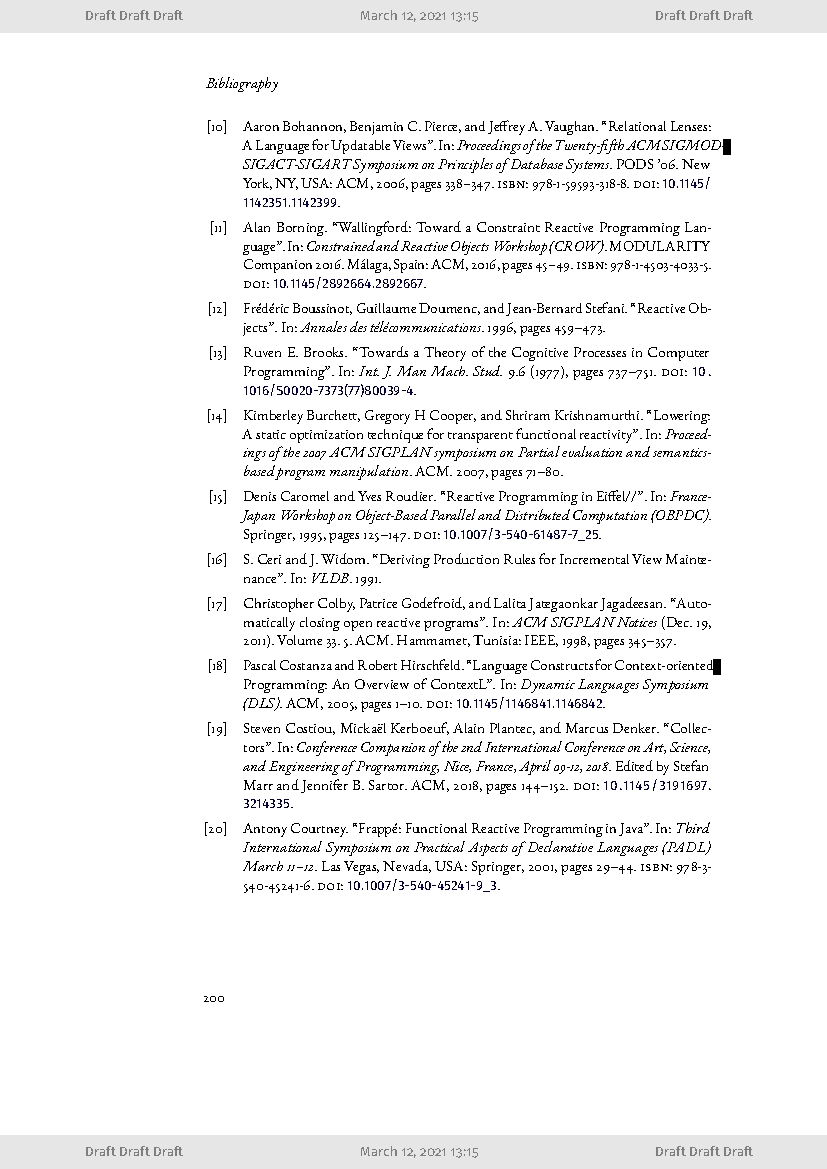 Draft Draft Draft March 12, 2021 13:15 Draft Draft Draft
Bibliography
[10] Aaron Bohannon, Benjamin C. Pierce, and Jeffrey A. Vaughan. “Relational Lenses:
A Language for Updatable Views”. In: Proceedings of the Twenty-fifth ACM SIGMOD-
SIGACT-SIGART Symposium on Principles of Database Systems. PODS ’06. New
York, NY, USA: ACM, 2006, pages 338–347. ISBN: 978-1-59593-318-8. DOI: 10.1145/
1142351.1142399.
[11] Alan Borning. “Wallingford: Toward a Constraint Reactive Programming Lan-
guage”. In: Constrained and Reactive Objects Workshop (CROW). MODULARITY
Companion 2016. Málaga, Spain: ACM, 2016, pages 45–49. ISBN: 978-1-4503-4033-5.
DOI: 10.1145/2892664.2892667.
[12] Frédéric Boussinot, Guillaume Doumenc, and Jean-Bernard Stefani. “Reactive Ob-
jects”. In: Annales des télécommunications. 1996, pages 459–473.
[13] Ruven E. Brooks. “Towards a Theory of the Cognitive Processes in Computer
Programming”. In: Int. J. Man Mach. Stud. 9.6 (1977), pages 737–751. DOI: 10.
1016/S0020-7373(77)80039-4.
[14] Kimberley Burchett, Gregory H Cooper, and Shriram Krishnamurthi. “Lowering:
A static optimization technique for transparent functional reactivity”. In: Proceed-
ings of the 2007 ACM SIGPLAN symposium on Partial evaluation and semantics-
based program manipulation. ACM. 2007, pages 71–80.
[15] Denis Caromel and Yves Roudier. “Reactive Programming in Eiffel//”. In: France-
Japan Workshop on Object-Based Parallel and Distributed Computation (OBPDC).
Springer, 1995, pages 125–147. DOI: 10.1007/3-540-61487-7_25.
[16] S. Ceri and J. Widom. “Deriving Production Rules for Incremental View Mainte-
nance”. In: VLDB. 1991.
[17] Christopher Colby, Patrice Godefroid, and Lalita Jategaonkar Jagadeesan. “Auto-
matically closing open reactive programs”. In: ACM SIGPLAN Notices (Dec. 19,
2011). Volume 33. 5. ACM. Hammamet, Tunisia: IEEE, 1998, pages 345–357.
[18] Pascal Costanza and Robert Hirschfeld. “Language Constructs for Context-oriented
Programming: An Overview of ContextL”. In: Dynamic Languages Symposium
(DLS). ACM, 2005, pages 1–10. DOI: 10.1145/1146841.1146842.
[19] Steven Costiou, Mickaël Kerboeuf, Alain Plantec, and Marcus Denker. “Collec-
tors”. In: Conference Companion of the 2nd International Conference on Art, Science,
and Engineering of Programming, Nice, France, April 09-12, 2018. Edited by Stefan
Marr and Jennifer B. Sartor. ACM, 2018, pages 144–152. DOI: 10.1145/3191697.
3214335.
[20] Antony Courtney. “Frappé: Functional Reactive Programming in Java”. In: Third
International Symposium on Practical Aspects of Declarative Languages (PADL)
March 11–12. Las Vegas, Nevada, USA: Springer, 2001, pages 29–44. ISBN: 978-3-
540-45241-6. DOI: 10.1007/3-540-45241-9_3.
200
Draft Draft Draft March 12, 2021 13:15 Draft Draft Draft